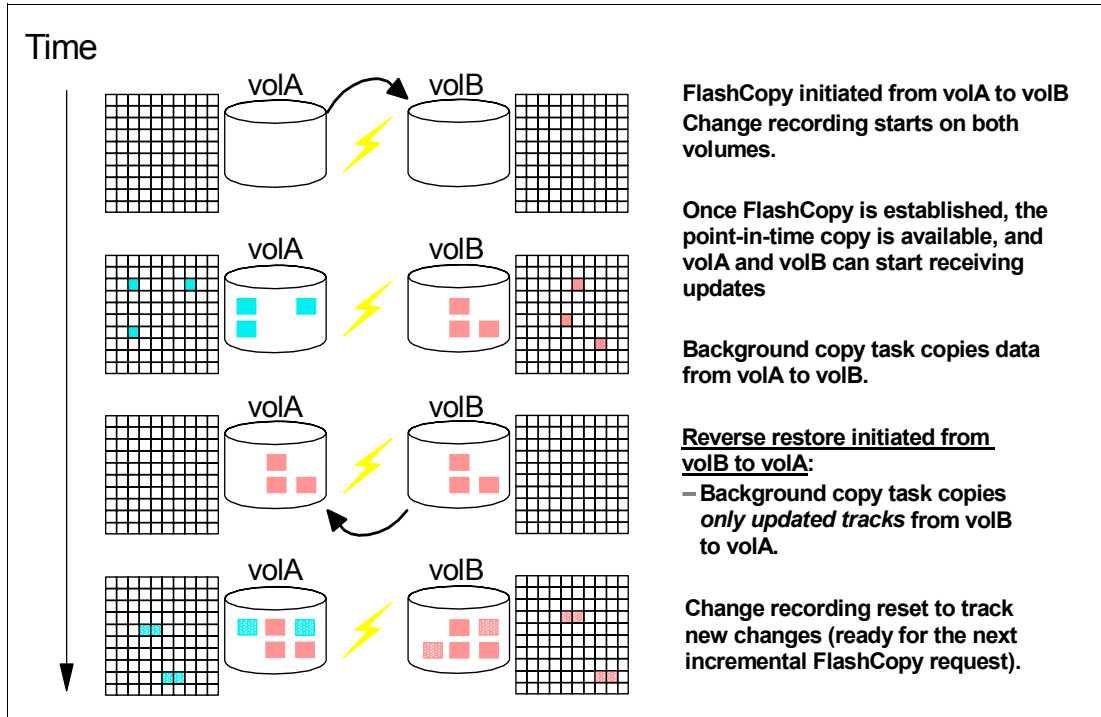 Time
volA
volB
FlashCopy initiated from volA to volB
Change recording starts on both
volumes.
Once FlashCopy is established, the
point-in-time copy is available, and
volA and volB can start receiving
updates
volA
volB
Background copy task copies data
from volA to volB.
volA
volB
Reverse restore initiated from
volB to volA:
– Background copy task copies
only updated tracks from volB
to volA.
volA
volB
Change recording reset to track
new changes (ready for the next
incremental FlashCopy request).